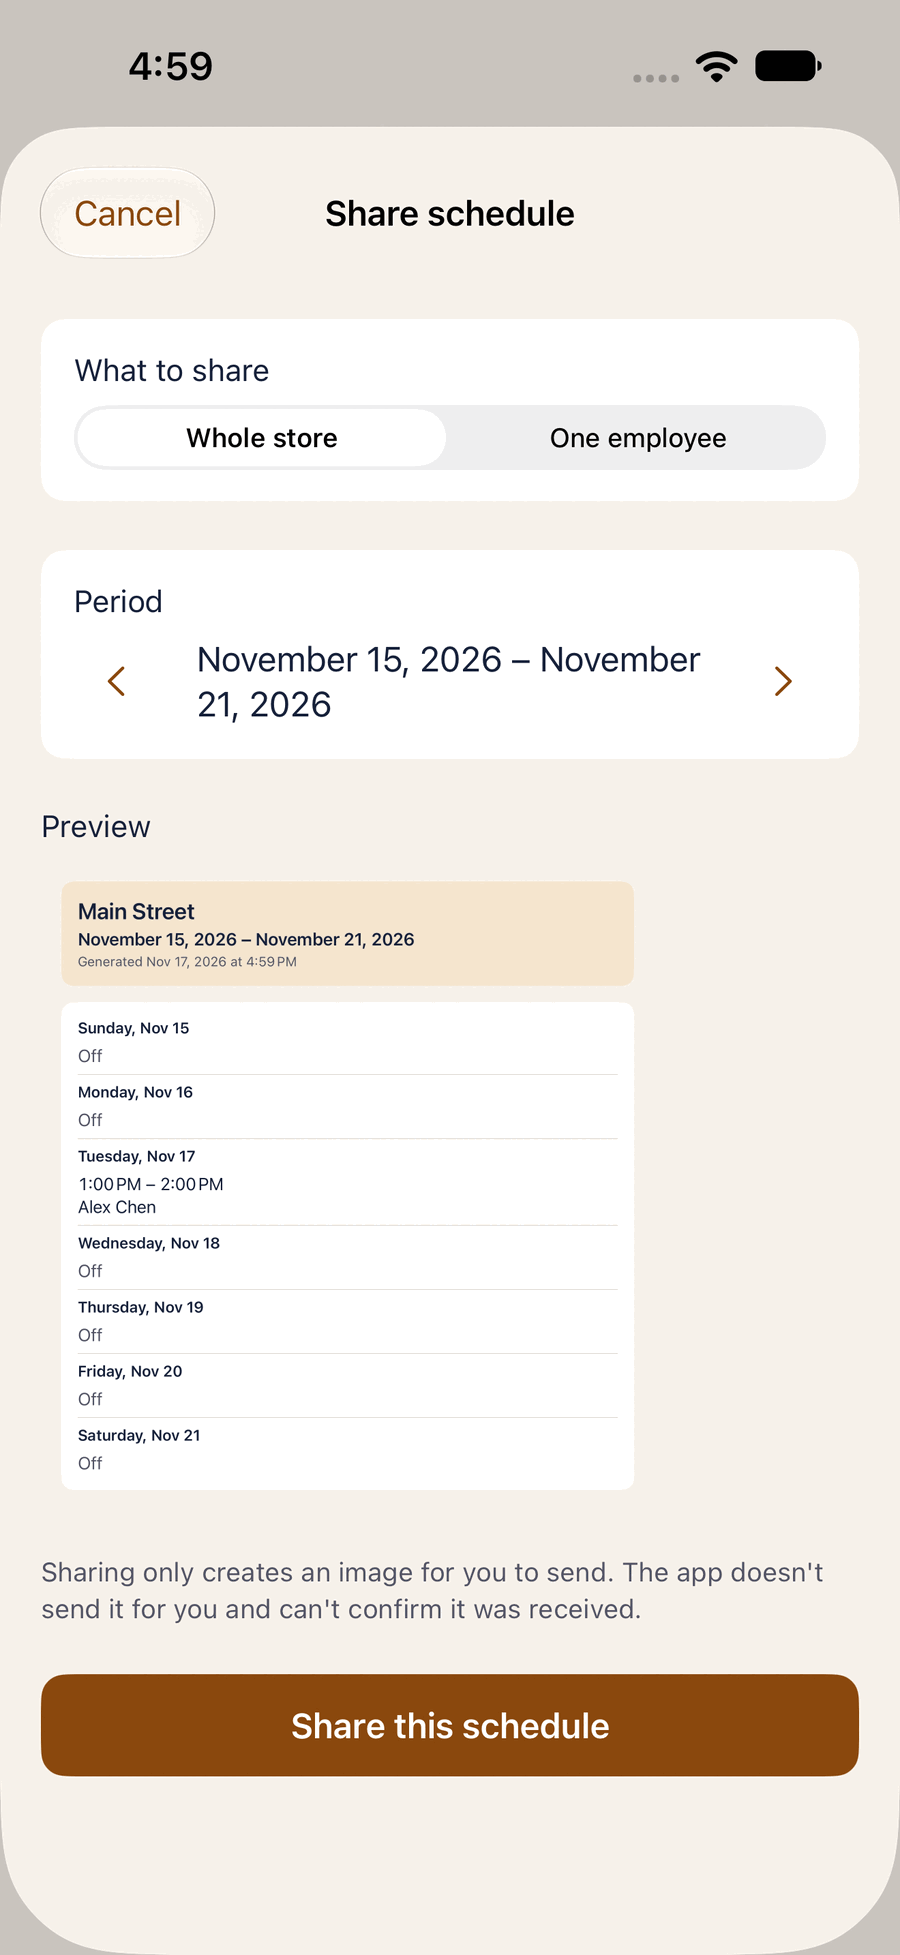 4:59
Cancel
Share schedule
What to share
Whole store
One employee
Period
November 15, 2026 – November
21, 2026
Preview
Main Street
November 15, 2026 – November 21, 2026
Generated Nov 17, 2026 at 4:59 PM
Sunday, Nov 15
Off
Monday, Nov 16
Off
Tuesday, Nov 17
1:00 PM – 2:00 PM
Alex Chen
Wednesday, Nov 18
Off
Thursday, Nov 19
Off
Friday, Nov 20
Off
Saturday, Nov 21
Off
Sharing only creates an image for you to send. The app doesn't
send it for you and can't confirm it was received.
Share this schedule